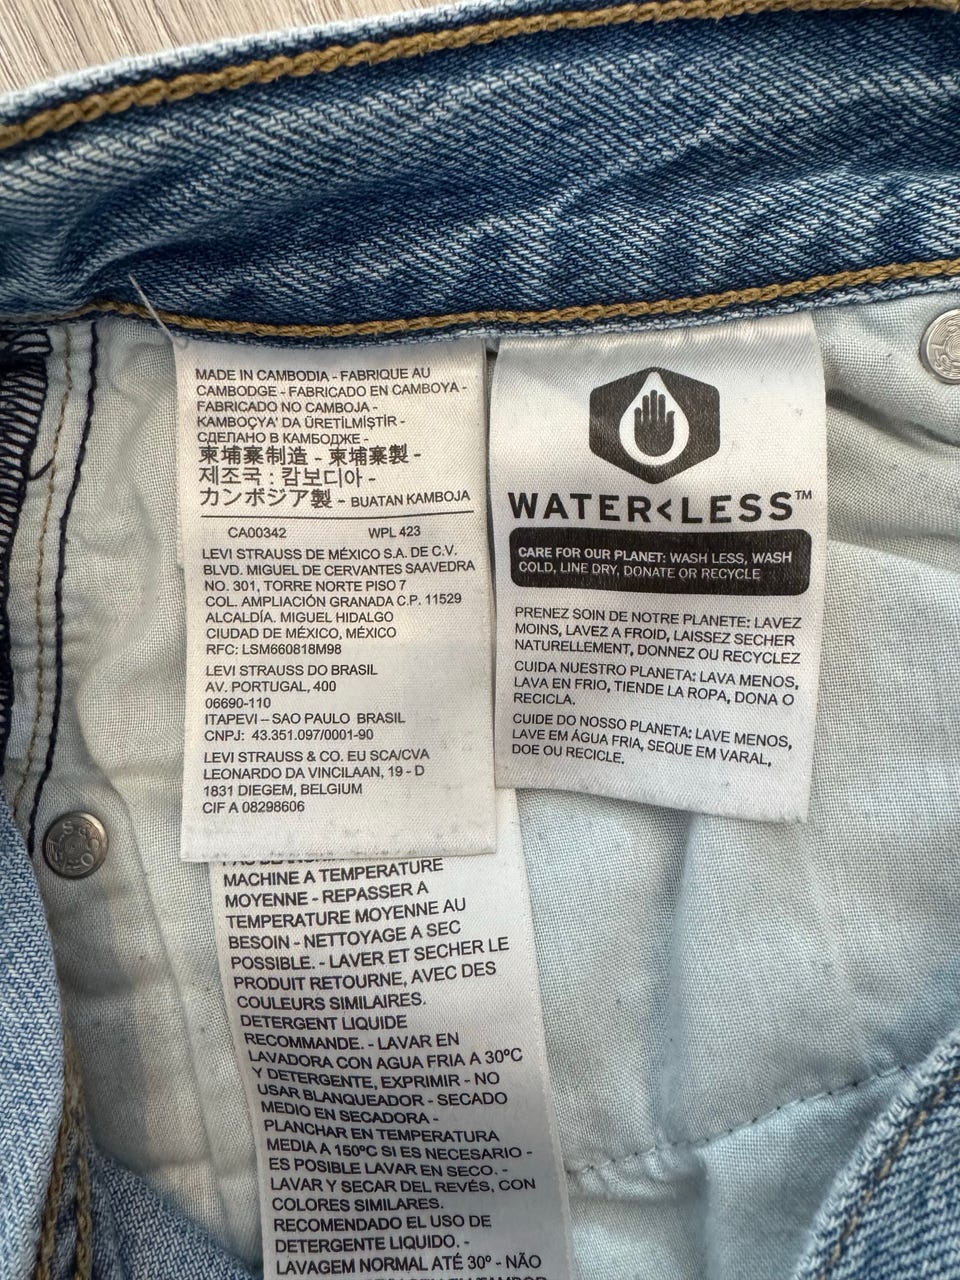 MADE IN CAMBODIA - FABRIQUE AU
CAMBODGE - FABRICADO EN CAMBOYA -
FABRICADO NO CAMBOJA -
KAMBOÇYA' DA ÜRETİLMİŞTİR -
СДЕЛАНО В КАМБОДЖЕ -
柬埔寨制造 - 柬埔寨製 -
제조국 : 캄보디아 -
カンボジア製 - BUATAN KAMBOJA
CA00342 WPL 423
LEVI STRAUSS DE MÉXICO S.A. DE C.V.
BLVD. MIGUEL DE CERVANTES SAAVEDRA
NO. 301, TORRE NORTE PISO 7
COL. AMPLIACIÓN GRANADA C.P. 11529
ALCALDÍA. MIGUEL HIDALGO
CIUDAD DE MÉXICO, MÉXICO
RFC: LSM660818M98
LEVI STRAUSS DO BRASIL
AV. PORTUGAL, 400
06690-110
ITAPEVI – SAO PAULO BRASIL
CNPJ: 43.351.097/0001-90
LEVI STRAUSS & CO. EU SCA/CVA
LEONARDO DA VINCILAAN, 19 - D
1831 DIEGEM, BELGIUM
CIF A 08298606
WATER<LESS™
CARE FOR OUR PLANET: WASH LESS, WASH
COLD, LINE DRY, DONATE OR RECYCLE
PRENEZ SOIN DE NOTRE PLANETE: LAVEZ
MOINS, LAVEZ A FROID, LAISSEZ SECHER
NATURELLEMENT, DONNEZ OU RECYCLEZ
CUIDA NUESTRO PLANETA: LAVA MENOS,
LAVA EN FRIO, TIENDE LA ROPA, DONA O
RECICLA.
CUIDE DO NOSSO PLANETA: LAVE MENOS,
LAVE EM ÁGUA FRIA, SEQUE EM VARAL,
DOE OU RECICLE.
MACHINE A TEMPERATURE
MOYENNE - REPASSER A
TEMPERATURE MOYENNE AU
BESOIN - NETTOYAGE A SEC
POSSIBLE. - LAVER ET SECHER LE
PRODUIT RETOURNE, AVEC DES
COULEURS SIMILAIRES.
DETERGENT LIQUIDE
RECOMMANDE. - LAVAR EN
LAVADORA CON AGUA FRIA A 30ºC
Y DETERGENTE, EXPRIMIR - NO
USAR BLANQUEADOR - SECADO
MEDIO EN SECADORA -
PLANCHAR EN TEMPERATURA
MEDIA A 150ºC SI ES NECESARIO -
ES POSIBLE LAVAR EN SECO. -
LAVAR Y SECAR DEL REVÉS, CON
COLORES SIMILARES.
RECOMENDADO EL USO DE
DETERGENTE LIQUIDO. -
LAVAGEM NORMAL ATÉ 30º - NÃO